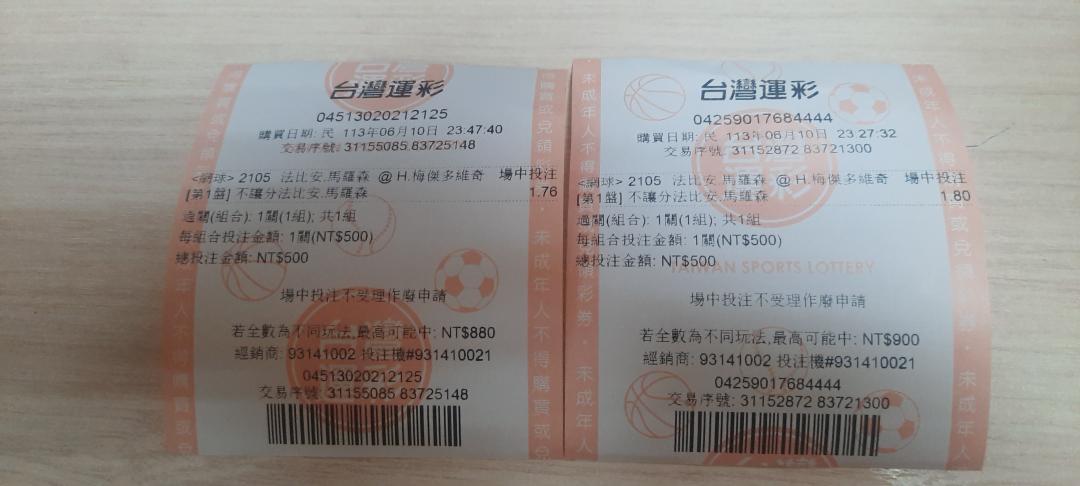 台灣運彩
04513020212125
購買日期: 民 113年06月10日 23:47:40
交易序號: 31155085 83725148
<網球> 2105 法比安.馬羅森 @ H.梅傑多維奇 場中投注
[第1盤] 不讓分法比安.馬羅森 1.76
過關(組合): 1關(1組); 共1組
每組合投注金額: 1關(NT$500)
總投注金額: NT$500
場中投注不受理作廢申請
若全數為不同玩法,最高可能中: NT$880
經銷商: 93141002 投注機#931410021
04513020212125
交易序號: 31155085 83725148
台灣運彩
04259017684444
購買日期: 民 113年06月10日 23:27:32
交易序號: 31152872 83721300
<網球> 2105 法比安.馬羅森 @ H.梅傑多維奇 場中投注
[第1盤] 不讓分法比安.馬羅森 1.80
過關(組合): 1關(1組); 共1組
每組合投注金額: 1關(NT$500)
總投注金額: NT$500
TAIWAN SPORTS LOTTERY
場中投注不受理作廢申請
若全數為不同玩法,最高可能中: NT$900
經銷商: 93141002 投注機#931410021
04259017684444
交易序號: 31152872 83721300